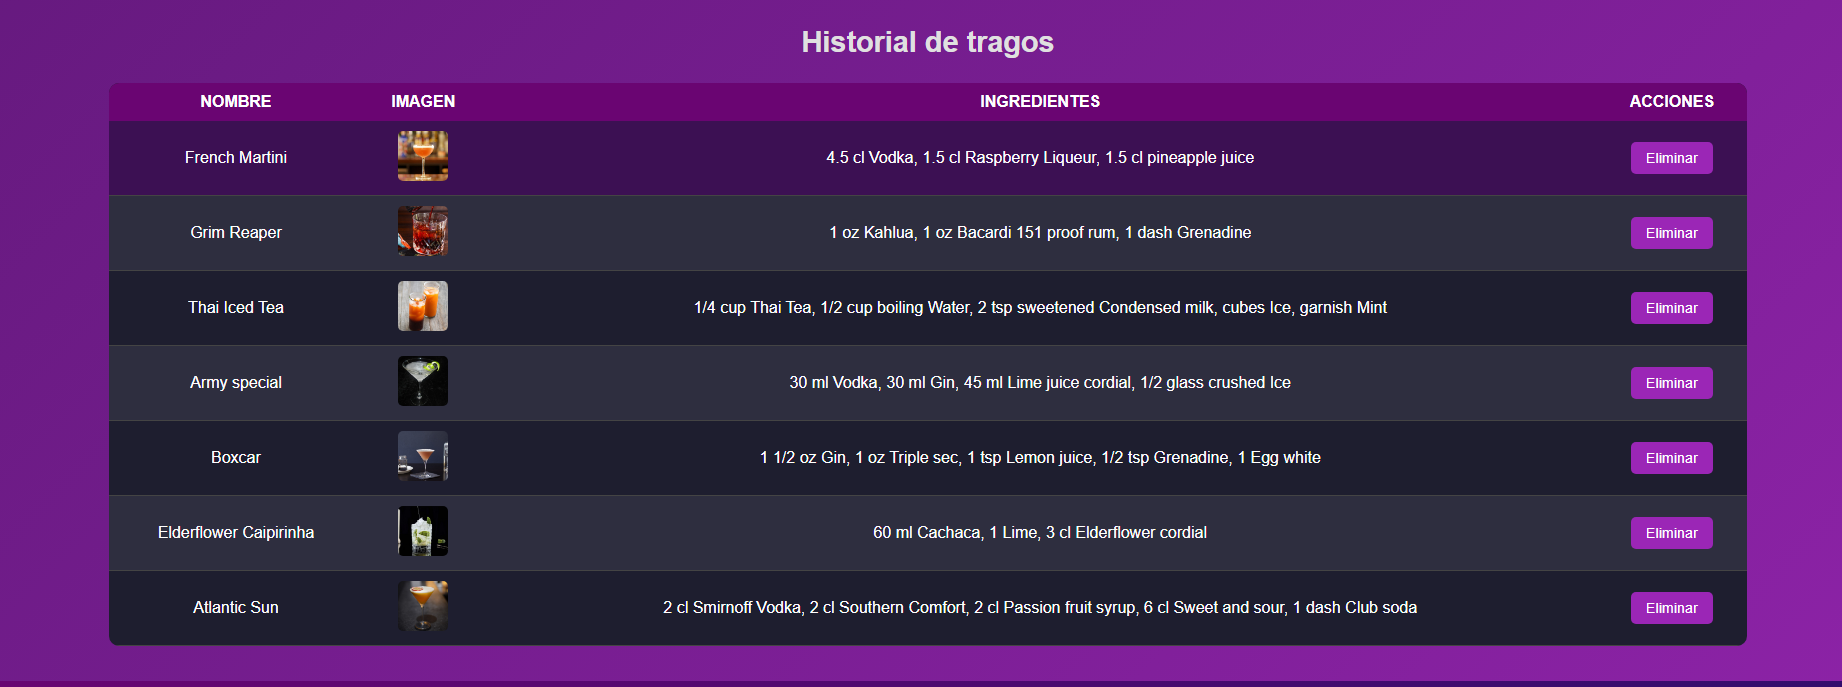 Historial de tragos
NOMBRE IMAGEN INGREDIENTES ACCIONES
French Martini 4.5 cl Vodka, 1.5 cl Raspberry Liqueur, 1.5 cl pineapple juice Eliminar
Grim Reaper 1 oz Kahlua, 1 oz Bacardi 151 proof rum, 1 dash Grenadine Eliminar
Thai Iced Tea 1/4 cup Thai Tea, 1/2 cup boiling Water, 2 tsp sweetened Condensed milk, cubes Ice, garnish Mint Eliminar
Army special 30 ml Vodka, 30 ml Gin, 45 ml Lime juice cordial, 1/2 glass crushed Ice Eliminar
Boxcar 1 1/2 oz Gin, 1 oz Triple sec, 1 tsp Lemon juice, 1/2 tsp Grenadine, 1 Egg white Eliminar
Elderflower Caipirinha 60 ml Cachaca, 1 Lime, 3 cl Elderflower cordial Eliminar
Atlantic Sun 2 cl Smirnoff Vodka, 2 cl Southern Comfort, 2 cl Passion fruit syrup, 6 cl Sweet and sour, 1 dash Club soda Eliminar